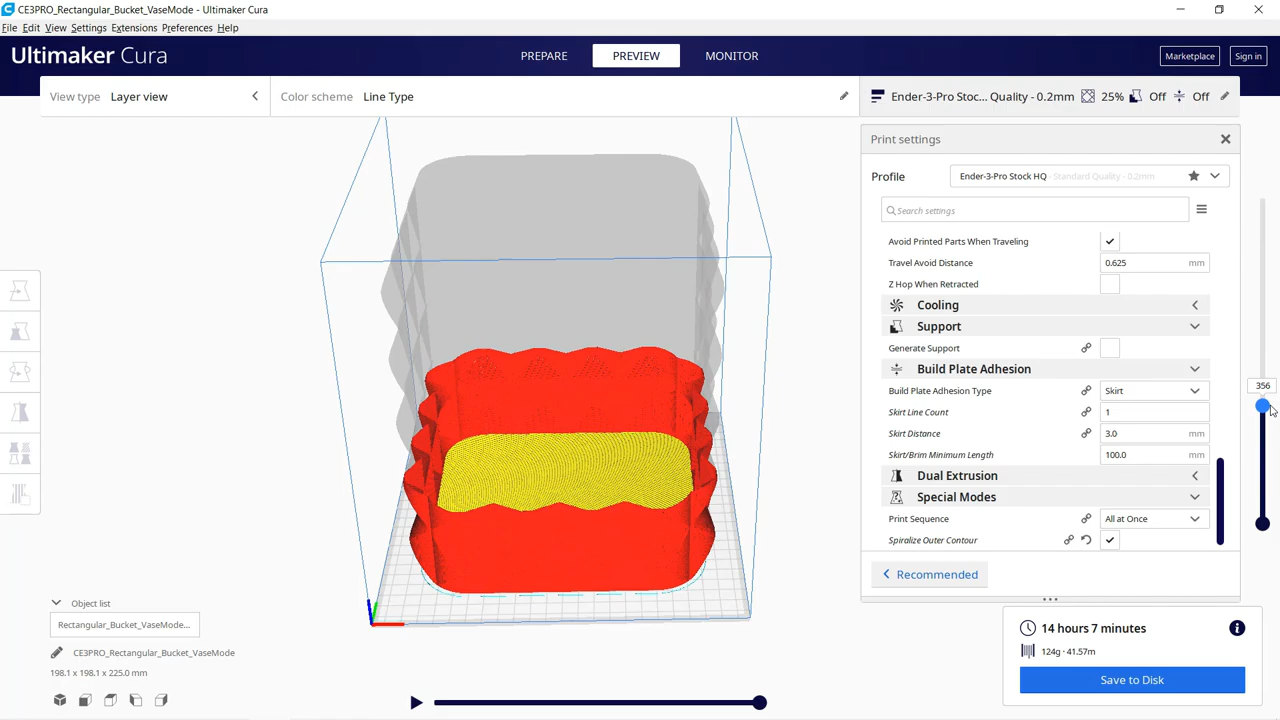 CE3PRO_Rectangular_Bucket_VaseMode - Ultimaker Cura
File Edit View Settings Extensions Preferences Help
Ultimaker Cura
PREPARE PREVIEW MONITOR
Marketplace Sign in
View type Layer view
Color scheme Line Type
Ender-3-Pro Stoc... Quality - 0.2mm 25% Off Off
Print settings
Profile Ender-3-Pro Stock HQ - Standard Quality - 0.2mm
Search settings
Avoid Printed Parts When Traveling
Travel Avoid Distance 0.625 mm
Z Hop When Retracted
Cooling
Support
Generate Support
Build Plate Adhesion
Build Plate Adhesion Type Skirt
356
Skirt Line Count 1
Skirt Distance 3.0 mm
Skirt/Brim Minimum Length 100.0 mm
Dual Extrusion
Special Modes
Print Sequence All at Once
Spiralize Outer Contour
Recommended
Object list
Rectangular_Bucket_VaseMode...
CE3PRO_Rectangular_Bucket_VaseMode
198.1 x 198.1 x 225.0 mm
14 hours 7 minutes
124g · 41.57m
Save to Disk